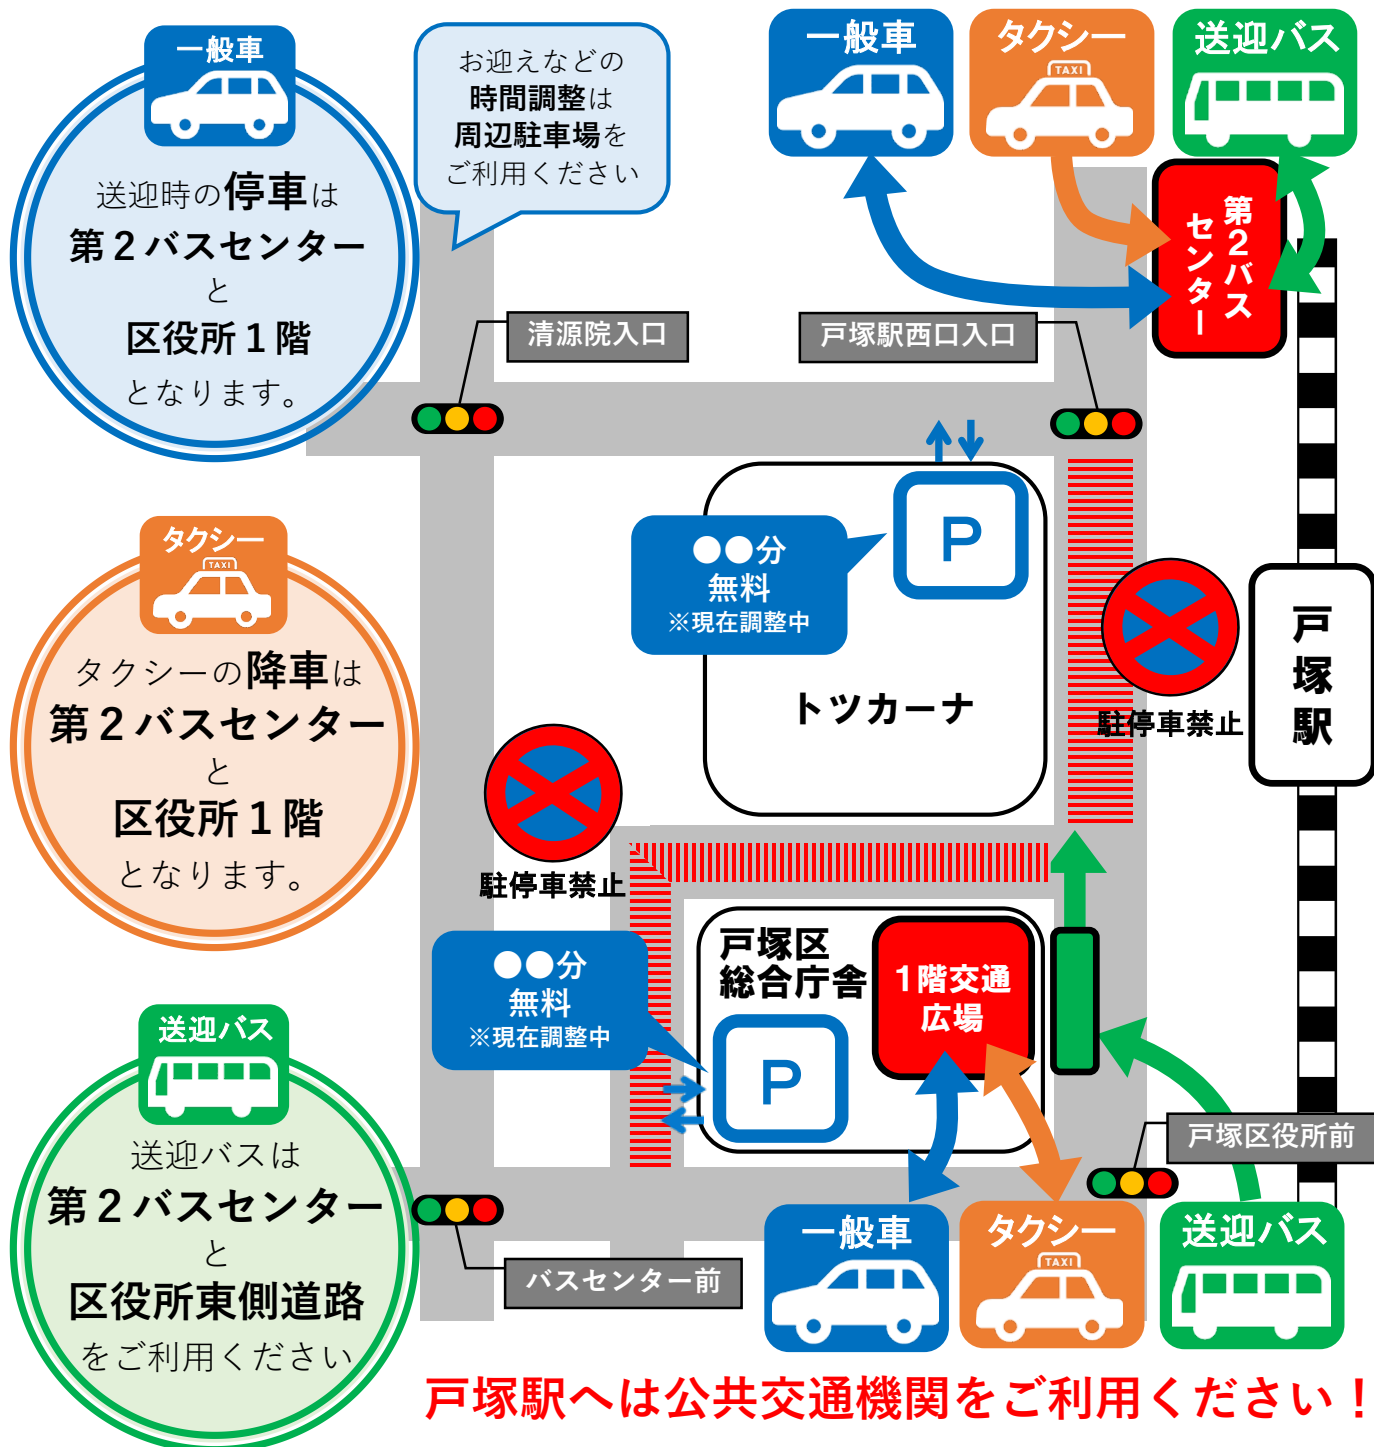 一般車
送迎時の停車は
第２バスセンター
と
区役所１階
となります。
お迎えなどの
時間調整は
周辺駐車場を
ご利用ください
一般車
タクシー
TAXI
送迎バス
第２バス
センター
清源院入口
戸塚駅西口入口
P
●●分
無料
※現在調整中
トツカーナ
駐停車禁止
戸塚駅
タクシー
TAXI
タクシーの降車は
第２バスセンター
と
区役所１階
となります。
駐停車禁止
戸塚区
総合庁舎
1階交通
広場
●●分
無料
※現在調整中
P
戸塚区役所前
送迎バス
送迎バスは
第２バスセンター
と
区役所東側道路
をご利用ください
バスセンター前
一般車
タクシー
TAXI
送迎バス
戸塚駅へは公共交通機関をご利用ください！